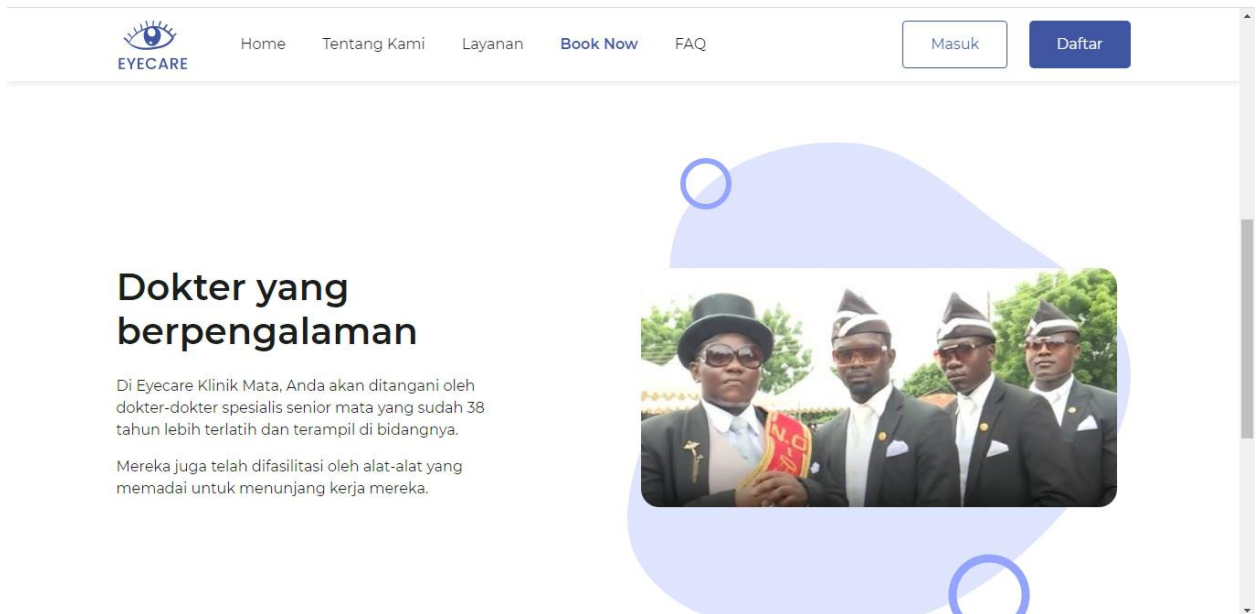 EYECARE
Home Tentang Kami Layanan Book Now FAQ Masuk Daftar
Dokter yang
berpengalaman
Di Eyecare Klinik Mata, Anda akan ditangani oleh
dokter-dokter spesialis senior mata yang sudah 38
tahun lebih terlatih dan terampil di bidangnya.
Mereka juga telah difasilitasi oleh alat-alat yang
memadai untuk menunjang kerja mereka.